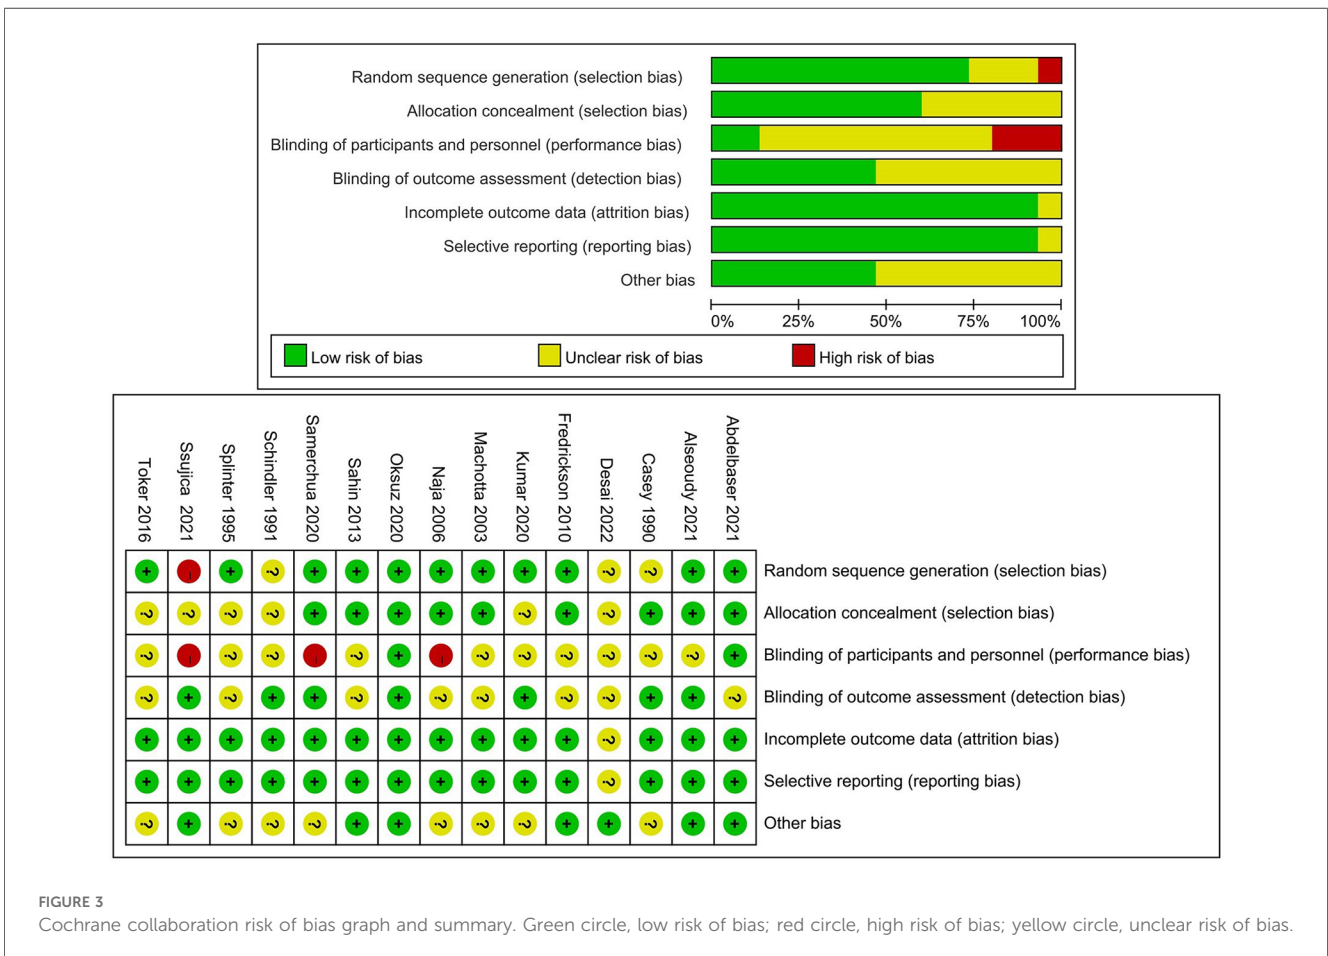 Random sequence generation (selection bias)
Allocation concealment (selection bias)
Blinding of participants and personnel (performance bias)
Blinding of outcome assessment (detection bias)
Incomplete outcome data (attrition bias)
Selective reporting (reporting bias)
Other bias
0% 25% 50% 75% 100%
Low risk of bias Unclear risk of bias High risk of bias
Toker 2016
Ssujica 2021
Splinter 1995
Schindler 1991
Samerchua 2020
Sahin 2013
Oksuz 2020
Naja 2006
Machotta 2003
Kumar 2020
Fredrickson 2010
Desai 2022
Casey 1990
Alseoudy 2021
Abdelbaser 2021
+ - + ? + + + + + + + ? ? + + Random sequence generation (selection bias)
? ? ? ? + + + + + ? + ? + + + Allocation concealment (selection bias)
? - ? ? - ? + - ? ? ? ? ? ? + Blinding of participants and personnel (performance bias)
? + ? + + ? + ? ? + ? ? + + ? Blinding of outcome assessment (detection bias)
+ + + + + + + + + + + ? + + + Incomplete outcome data (attrition bias)
+ + + + + + + + + + + ? + + + Selective reporting (reporting bias)
? + ? ? ? + + ? ? ? + + ? + + Other bias
FIGURE 3
Cochrane collaboration risk of bias graph and summary. Green circle, low risk of bias; red circle, high risk of bias; yellow circle, unclear risk of bias.